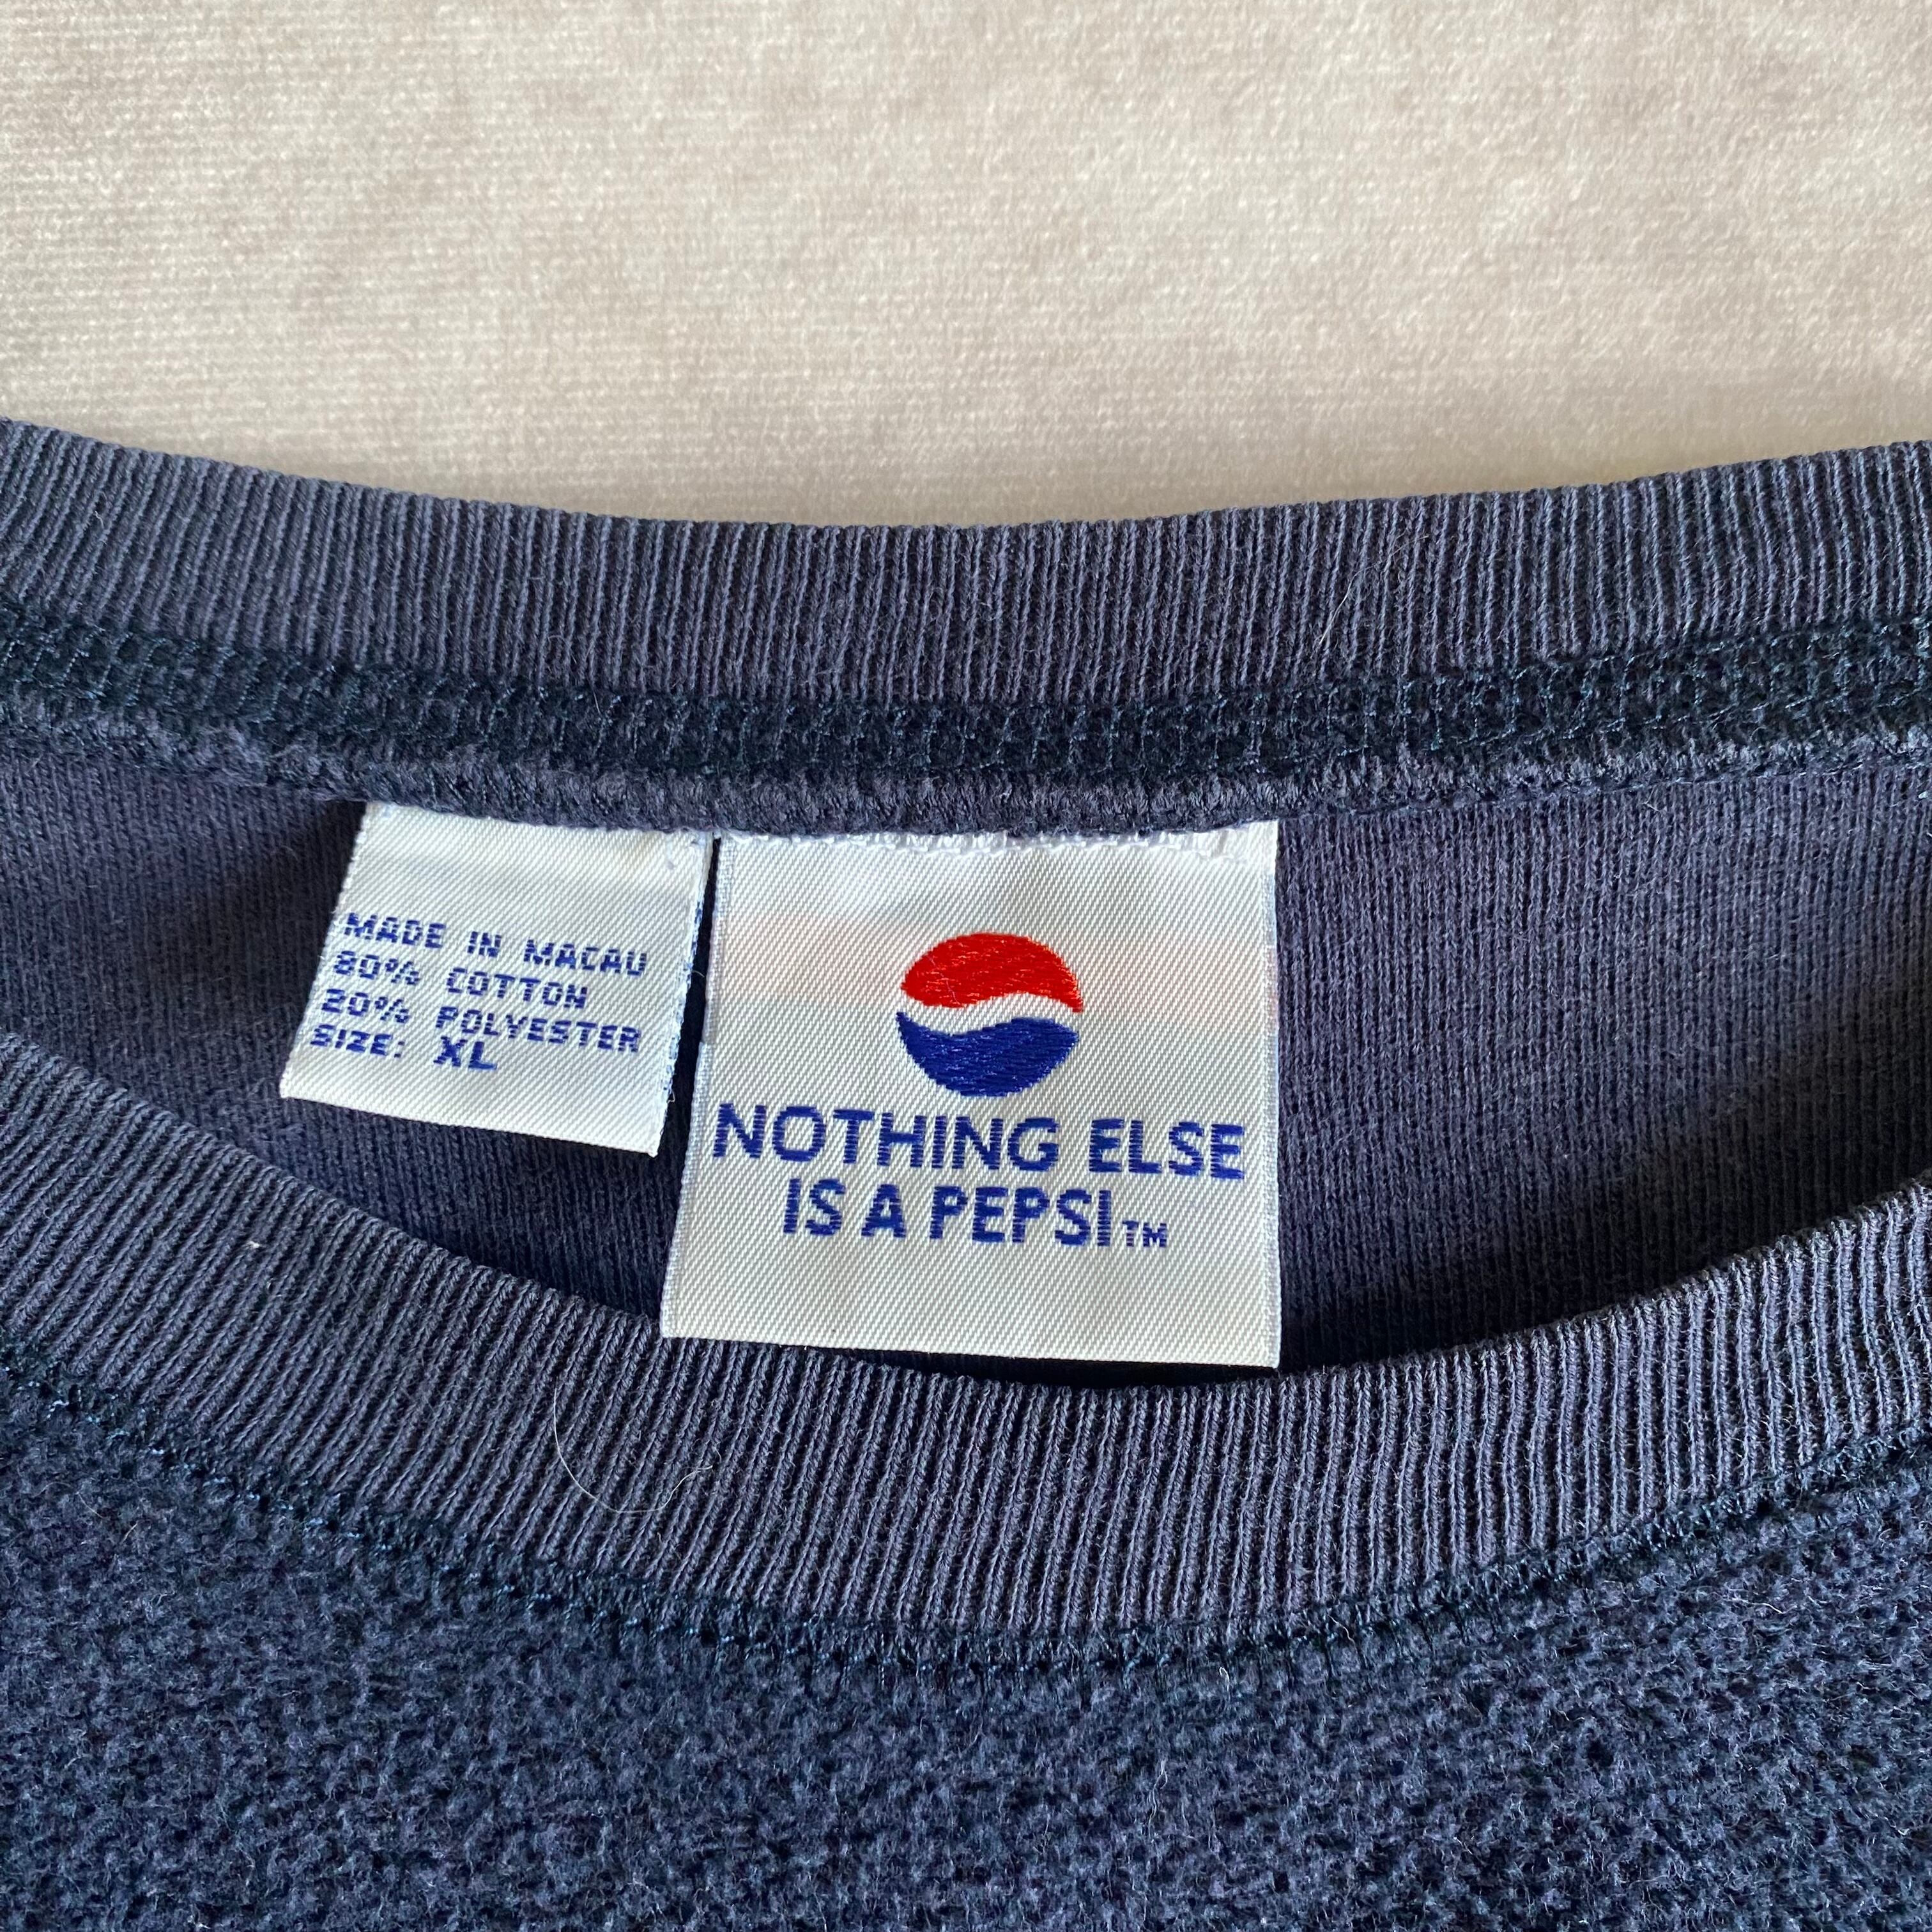 MADE IN MACAU
80% COTTON
20% POLYESTER
SIZE: XL
NOTHING ELSE
IS A PEPSI™